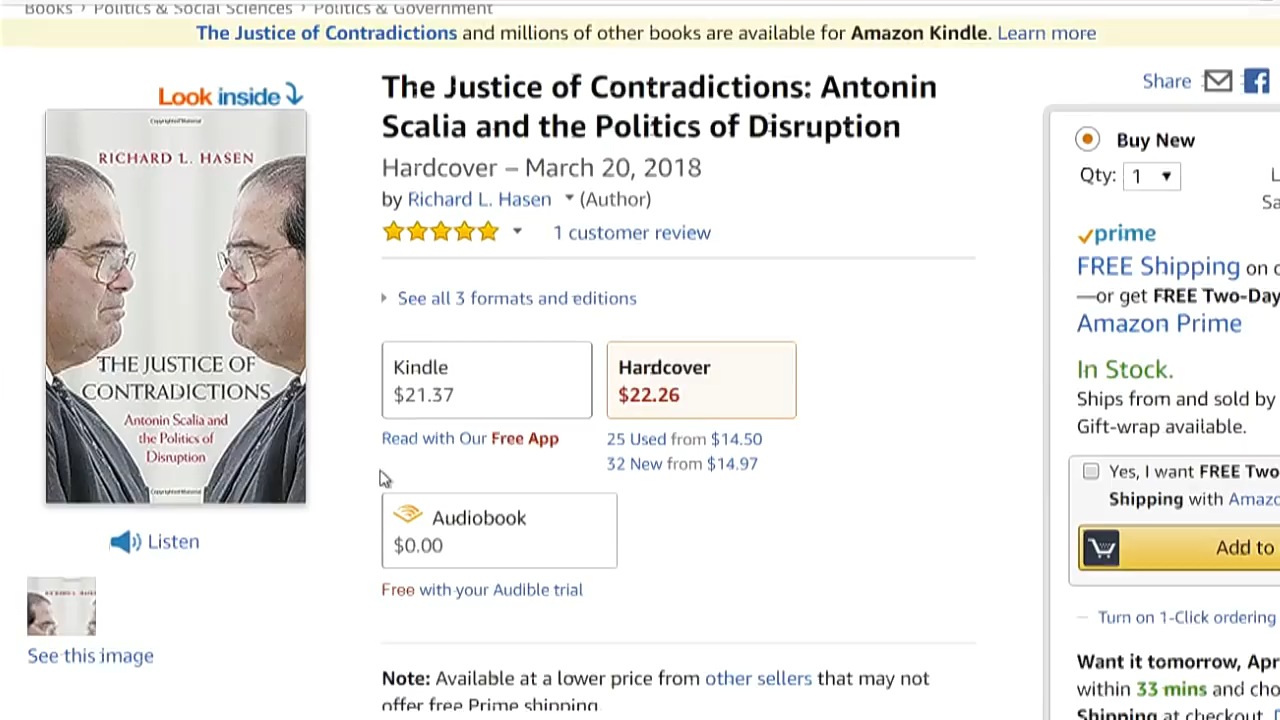 Books › Politics & Social Sciences › Politics & Government
The Justice of Contradictions and millions of other books are available for Amazon Kindle. Learn more
Look inside
RICHARD L. HASEN
THE JUSTICE OF
CONTRADICTIONS
Antonin Scalia and
the Politics of
Disruption
Listen
See this image
The Justice of Contradictions: Antonin
Scalia and the Politics of Disruption
Hardcover – March 20, 2018
by Richard L. Hasen (Author)
1 customer review
See all 3 formats and editions
Kindle
$21.37
Read with Our Free App
Hardcover
$22.26
25 Used from $14.50
32 New from $14.97
Audiobook
$0.00
Free with your Audible trial
Note: Available at a lower price from other sellers that may not
offer free Prime shipping.
Share
Buy New
Qty: 1
prime
FREE Shipping on
—or get FREE Two-Day
Amazon Prime
In Stock.
Ships from and sold by
Gift-wrap available.
Yes, I want FREE Two
Shipping with
Add to
Turn on 1-Click ordering
Want it tomorrow,
within 33 mins and
Shipping at checkout.